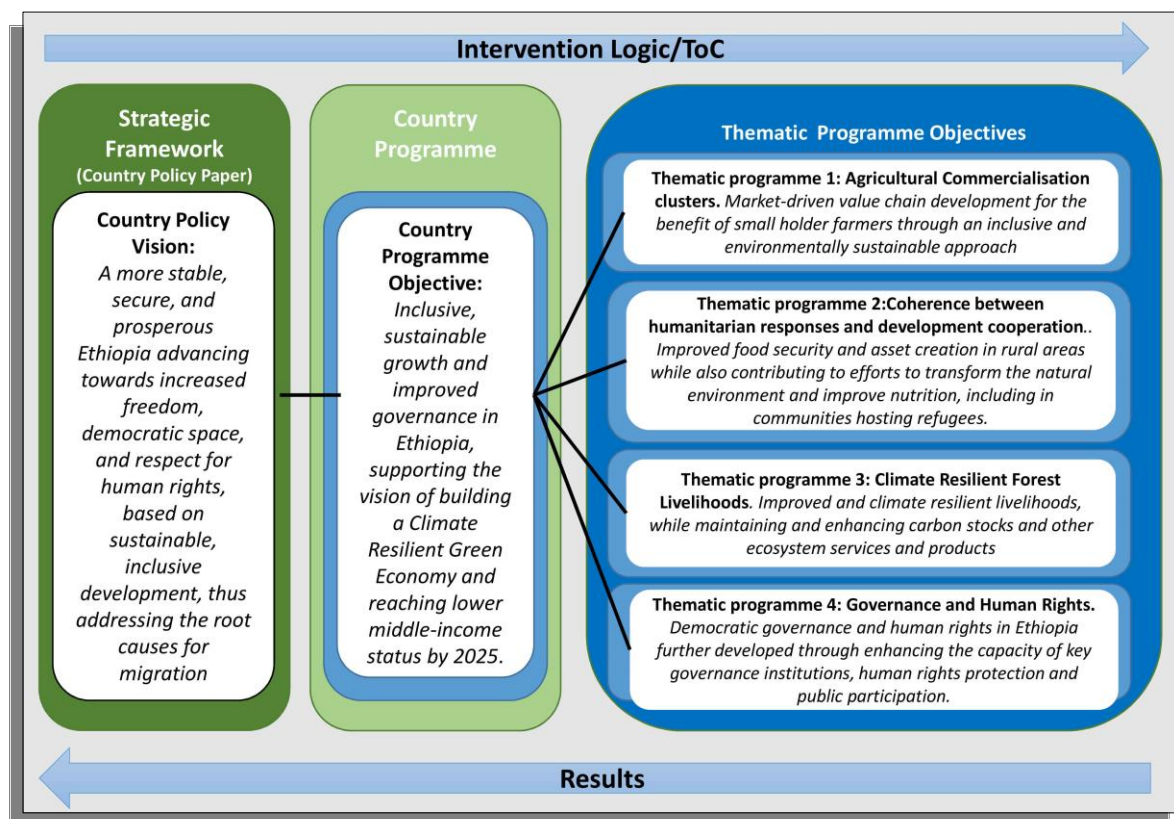 Intervention Logic/ToC
Strategic
Framework
(Country Policy Paper)
Country Policy
Vision:
A more stable,
secure, and
prosperous
Ethiopia advancing
towards increased
freedom,
democratic space,
and respect for
human rights,
based on
sustainable,
inclusive
development, thus
addressing the root
causes for
migration
Country
Programme
Country
Programme
Objective:
Inclusive,
sustainable
growth and
improved
governance in
Ethiopia,
supporting the
vision of building
a Climate
Resilient Green
Economy and
reaching lower
middle-income
status by 2025.
Thematic Programme Objectives
Thematic programme 1: Agricultural Commercialisation
clusters. Market-driven value chain development for the
benefit of small holder farmers through an inclusive and
environmentally sustainable approach
Thematic programme 2:Coherence between
humanitarian responses and development cooperation..
Improved food security and asset creation in rural areas
while also contributing to efforts to transform the natural
environment and improve nutrition, including in
communities hosting refugees.
Thematic programme 3: Climate Resilient Forest
Livelihoods. Improved and climate resilient livelihoods,
while maintaining and enhancing carbon stocks and other
ecosystem services and products
Thematic programme 4: Governance and Human Rights.
Democratic governance and human rights in Ethiopia
further developed through enhancing the capacity of key
governance institutions, human rights protection and
public participation.
Results